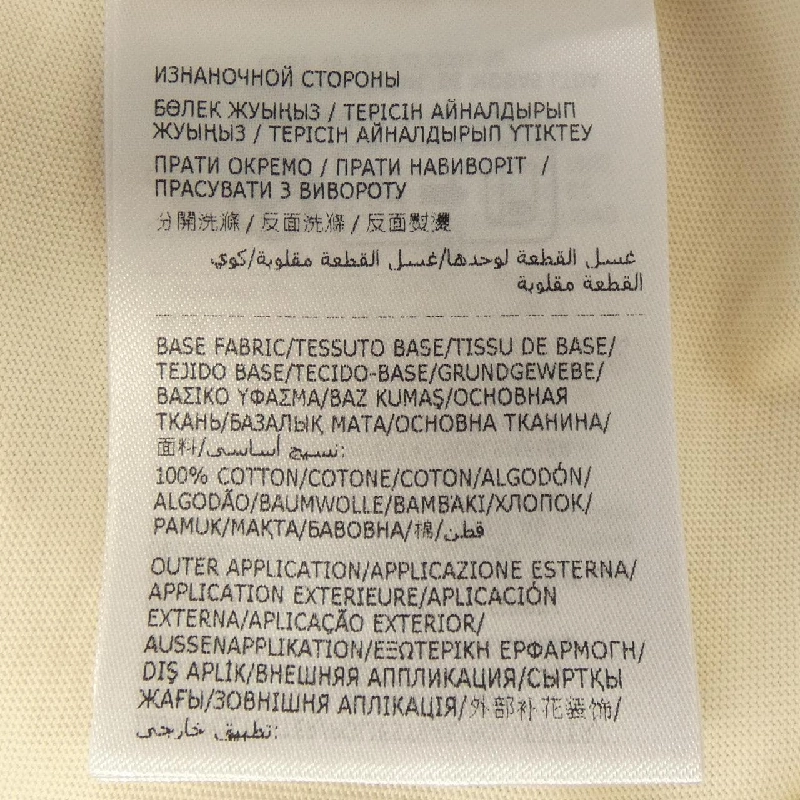 ИЗНАНОЧНОЙ СТОРОНЫ
БӨЛЕК ЖУЫҢЫЗ / ТЕРІСІН АЙНАЛДЫРЫП
ЖУЫҢЫЗ / ТЕРІСІН АЙНАЛДЫРЫП ҮТІКТЕУ
ПРАТИ ОКРЕМО / ПРАТИ НАВИВОРІТ /
ПРАСУВАТИ З ВИВОРОТУ
分開洗滌 / 反面洗滌 / 反面熨燙
غسل القطعة لوحدها/غسل القطعة مقلوبة/كوي
القطعة مقلوبة
BASE FABRIC/TESSUTO BASE/TISSU DE BASE/
TEJIDO BASE/TECIDO-BASE/GRUNDGEWEBE/
ΒΑΣΙΚΟ ΥΦΑΣΜΑ/BAZ KUMAŞ/ОСНОВНАЯ
ТКАНЬ/БАЗАЛЫҚ МАТА/ОСНОВНА ТКАНИНА/
面料/نسيج أساسي:
100% COTTON/COTONE/COTON/ALGODÓN/
ALGODÃO/BAUMWOLLE/ΒΑΜΒΑΚΙ/ХЛОПОК/
PAMUK/МАҚТА/БАВОВНА/棉/قطن
OUTER APPLICATION/APPLICAZIONE ESTERNA/
APPLICATION EXTERIEURE/APLICACIÓN
EXTERNA/APLICAÇÃO EXTERIOR/
AUSSENAPPLIKATION/ΕΞΩΤΕΡΙΚΗ ΕΡΦΑΡΜΟΓΗ/
DIŞ APLİK/ВНЕШНЯЯ АППЛИКАЦИЯ/СЫРТҚЫ
ЖАҒЫ/ЗОВНІШНЯ АПЛІКАЦІЯ/外部补花装饰/
تطبيق خارجي: